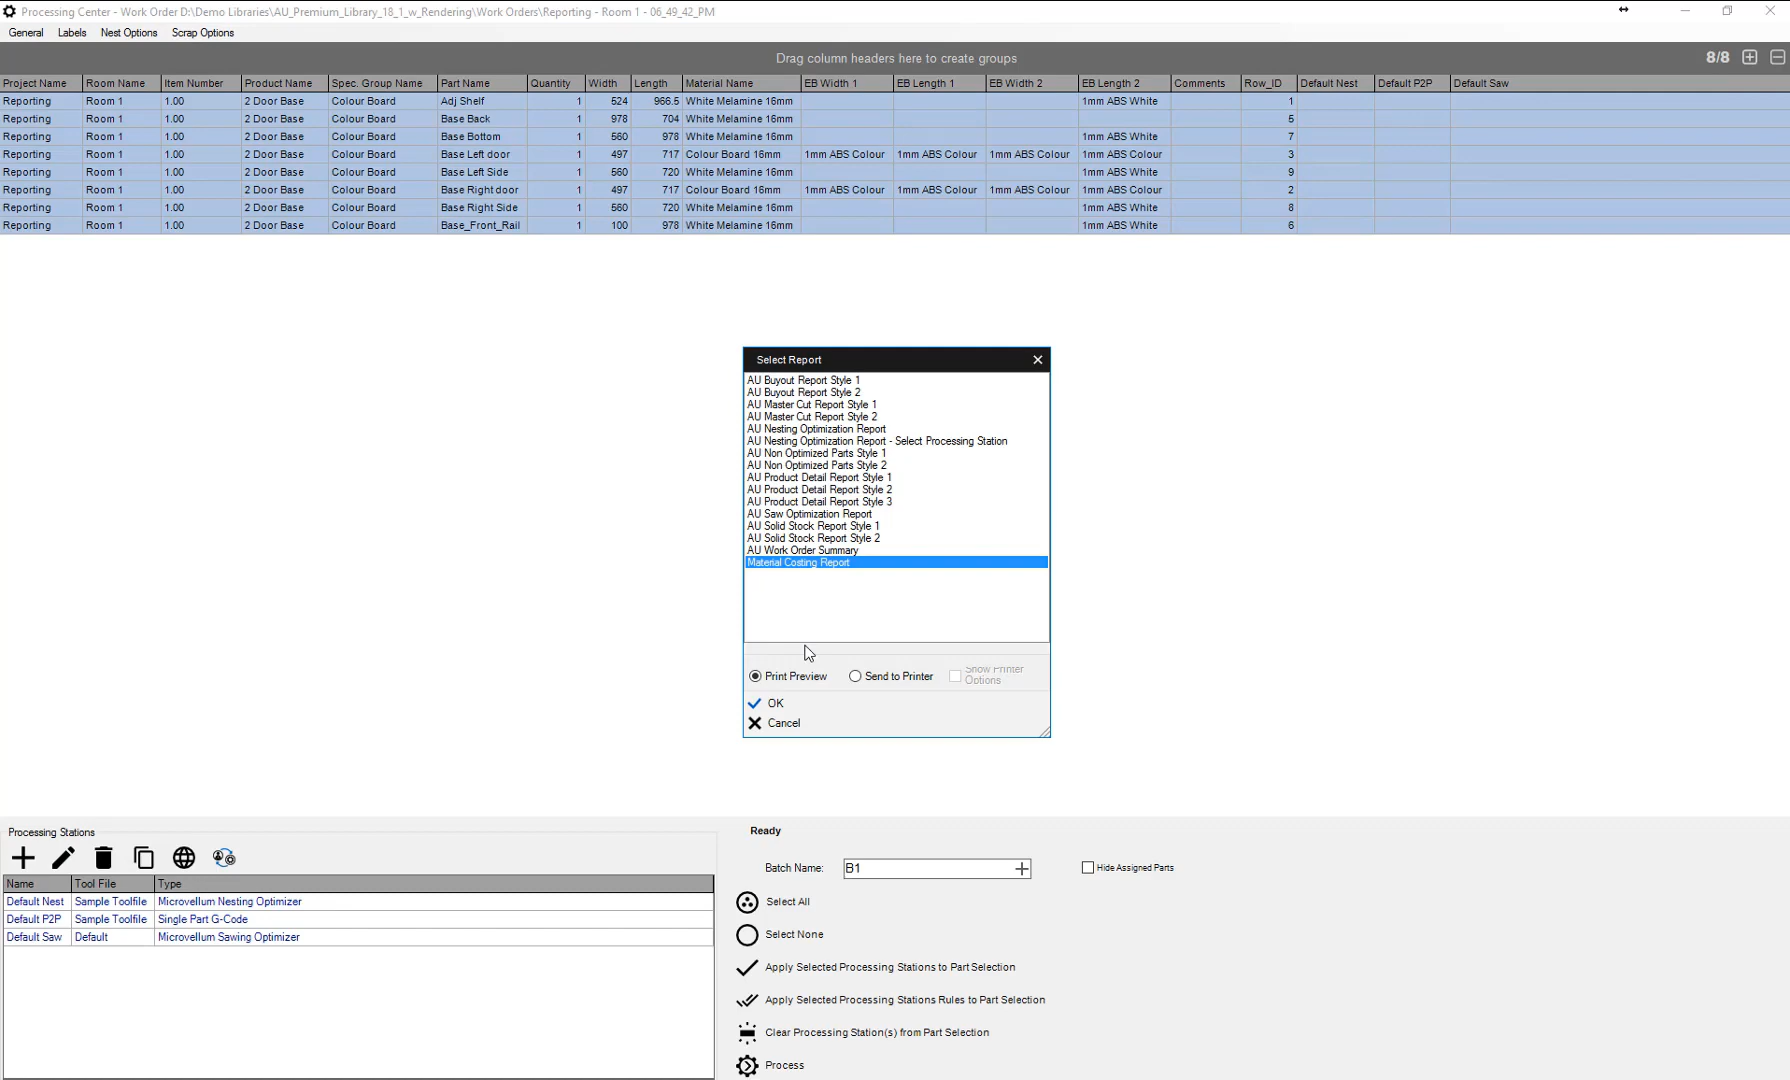 Processing Center - Work Order D:\Demo Libraries\AU_Premium_Library_18_1_w_Rendering\Work Orders\Reporting - Room 1 - 06_49_42_PM
General Labels Nest Options Scrap Options
Drag column headers here to create groups 8/8
Project Name Room Name Item Number Product Name Spec. Group Name Part Name Quantity Width Length Material Name EB Width 1 EB Length 1 EB Width 2 EB Length 2 Comments Row_ID Default Nest Default P2P Default Saw
Reporting Room 1 1.00 2 Door Base Colour Board Adj Shelf 1 524 966.5 White Melamine 16mm 1mm ABS White 1
Reporting Room 1 1.00 2 Door Base Colour Board Base Back 1 978 704 White Melamine 16mm 5
Reporting Room 1 1.00 2 Door Base Colour Board Base Bottom 1 560 978 White Melamine 16mm 1mm ABS White 7
Reporting Room 1 1.00 2 Door Base Colour Board Base Left door 1 497 717 Colour Board 16mm 1mm ABS Colour 1mm ABS Colour 1mm ABS Colour 1mm ABS Colour 3
Reporting Room 1 1.00 2 Door Base Colour Board Base Left Side 1 560 720 White Melamine 16mm 1mm ABS White 9
Reporting Room 1 1.00 2 Door Base Colour Board Base Right door 1 497 717 Colour Board 16mm 1mm ABS Colour 1mm ABS Colour 1mm ABS Colour 1mm ABS Colour 2
Reporting Room 1 1.00 2 Door Base Colour Board Base Right Side 1 560 720 White Melamine 16mm 1mm ABS White 8
Reporting Room 1 1.00 2 Door Base Colour Board Base_Front_Rail 1 100 978 White Melamine 16mm 1mm ABS White 6
Select Report
AU Buyout Report Style 1
AU Buyout Report Style 2
AU Master Cut Report Style 1
AU Master Cut Report Style 2
AU Nesting Optimization Report
AU Nesting Optimization Report - Select Processing Station
AU Non Optimized Parts Style 1
AU Non Optimized Parts Style 2
AU Product Detail Report Style 1
AU Product Detail Report Style 2
AU Product Detail Report Style 3
AU Saw Optimization Report
AU Solid Stock Report Style 1
AU Solid Stock Report Style 2
AU Work Order Summary
Material Costing Report
Print Preview Send to Printer Show Printer
Options
OK
Cancel
Processing Stations
Name Tool File Type
Default Nest Sample Toolfile Microvellum Nesting Optimizer
Default P2P Sample Toolfile Single Part G-Code
Default Saw Default Microvellum Sawing Optimizer
Ready
Batch Name: B1 Hide Assigned Parts
Select All
Select None
Apply Selected Processing Stations to Part Selection
Apply Selected Processing Stations Rules to Part Selection
Clear Processing Station(s) from Part Selection
Process